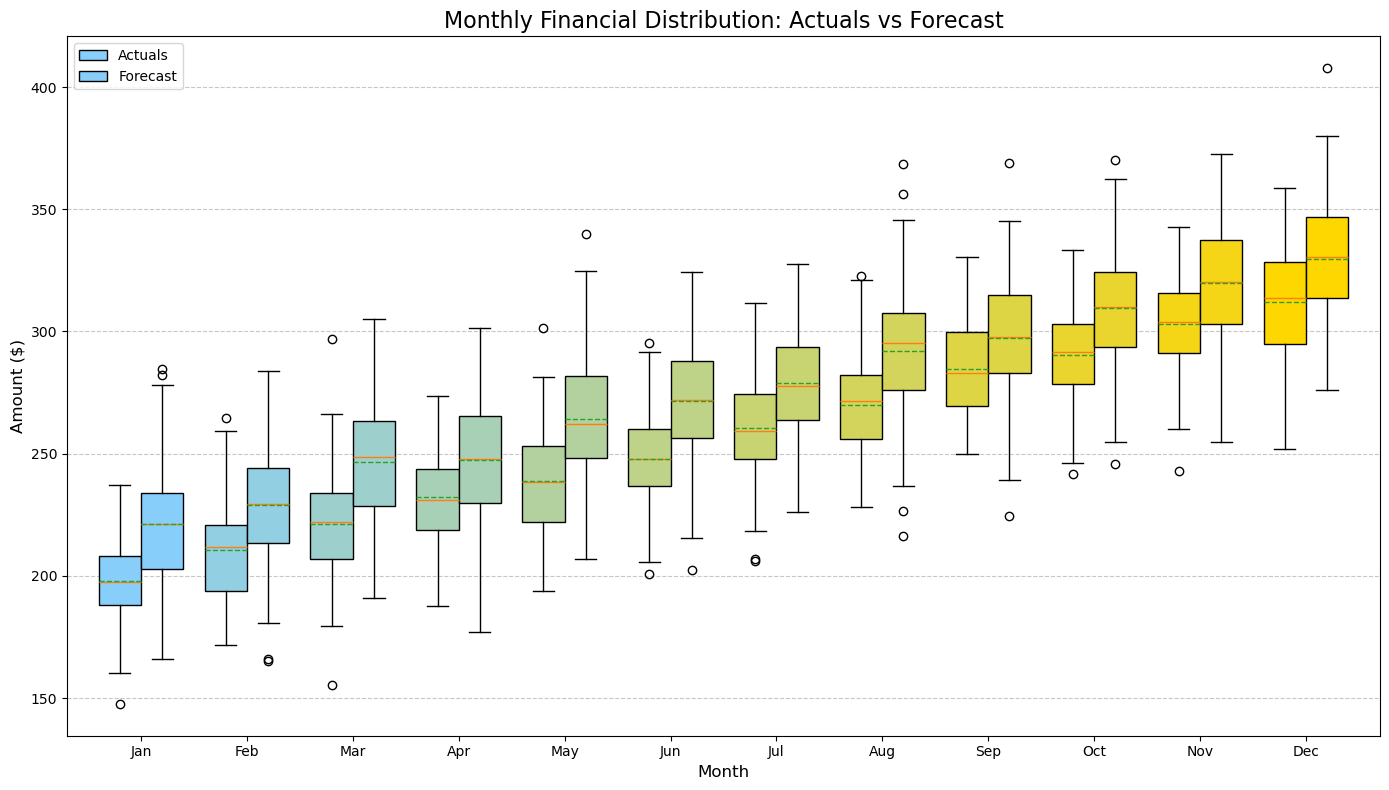 Monthly Financial Distribution: Actuals vs Forecast
Actuals
Forecast
400
350
300
250
200
150
Amount ($)
Jan Feb Mar Apr May Jun Jul Aug Sep Oct Nov Dec
Month